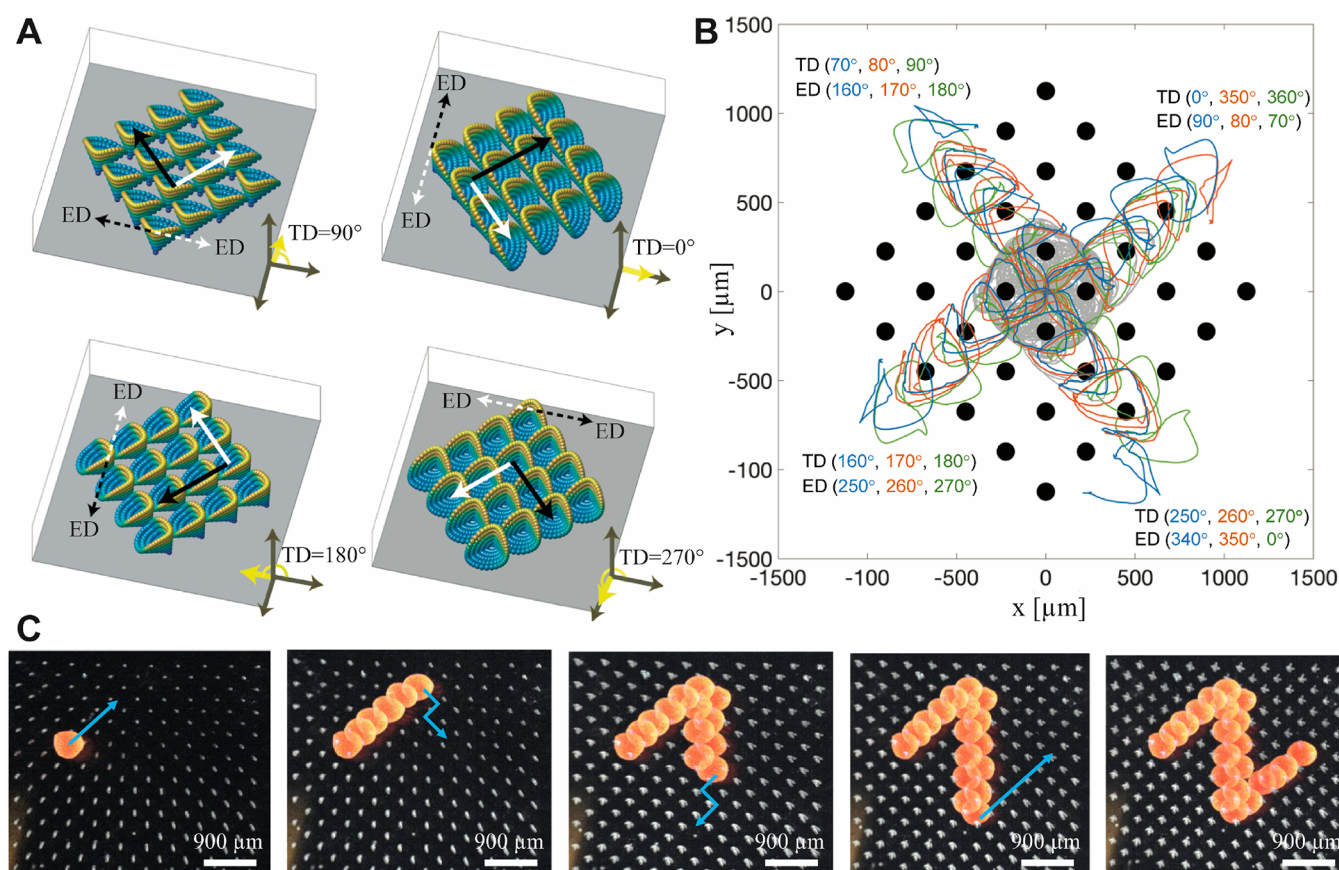 A
ED
ED
TD=90°
ED
ED
TD=0°
ED
ED
TD=180°
ED
ED
TD=270°
B
1500
1000
500
0
-500
-100
-1500
y [µm]
TD (70°, 80°, 90°)
ED (160°, 170°, 180°)
TD (0°, 350°, 360°)
ED (90°, 80°, 70°)
TD (160°, 170°, 180°)
ED (250°, 260°, 270°)
TD (250°, 260°, 270°)
ED (340°, 350°, 0°)
-1500 -100 -500 0 500 1000 1500
x [µm]
C
900 µm
900 µm
900 µm
900 µm
900 µm